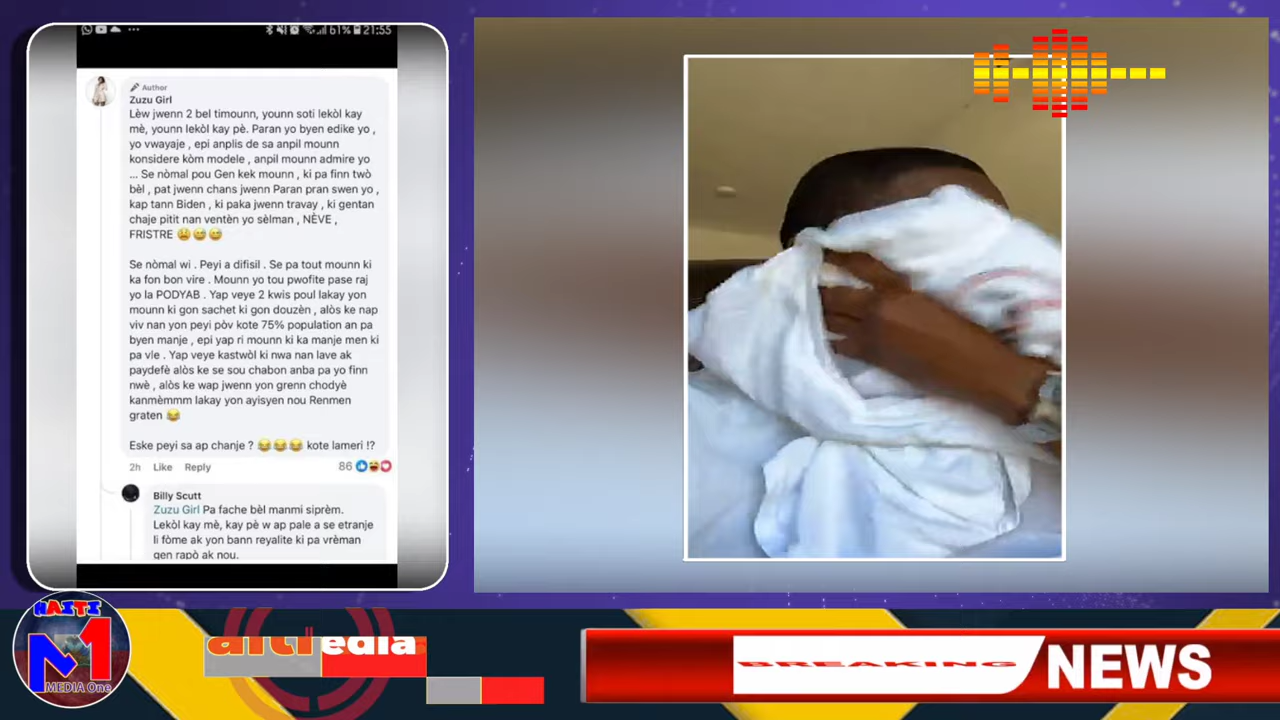 61% 21:55
Author
Zuzu Girl
Lèw jwenn 2 bel timounn, younn soti lekòl kay
mè, younn lekòl kay pè. Paran yo byen edike yo ,
yo vwayaje , epi anplis de sa anpil mounn
konsidere kòm modele , anpil mounn admire yo
... Se nòmal pou Gen kek mounn , ki pa finn twò
bèl , pat jwenn chans jwenn Paran pran swen yo ,
kap tann Biden , ki paka jwenn travay , ki gentan
chaje pitit nan ventèn yo sèlman , NÈVE ,
FRISTRE 😩😅😅
Se nòmal wi . Peyi a difisil . Se pa tout mounn ki
ka fon bon vire . Mounn yo tou pwofite pase raj
yo la PODYAB . Yap veye 2 kwis poul lakay yon
mounn ki gon sachet ki gon douzèn , alòs ke nap
viv nan yon peyi pòv kote 75% population an pa
byen manje , epi yap ri mounn ki ka manje men ki
pa vle . Yap veye kastwòl ki nwa nan lave ak
paydefè alòs ke se sou chabon anba pa yo finn
nwè , alòs ke wap jwenn yon grenn chodyè
kanmèmmm lakay yon ayisyen nou Renmen
graten 😂
Eske peyi sa ap chanje ? 😂😂😂 kote lameri !?
2h Like Reply 86
Billy Scutt
Zuzu Girl Pa fache bèl manmi siprèm.
Lekòl kay mè, kay pè w ap pale a se etranje
li fòme ak yon bann reyalite ki pa vrèman
gen rapò ak nou.
HAITI
M1
MEDIA One
aiti edia
BREAKING NEWS